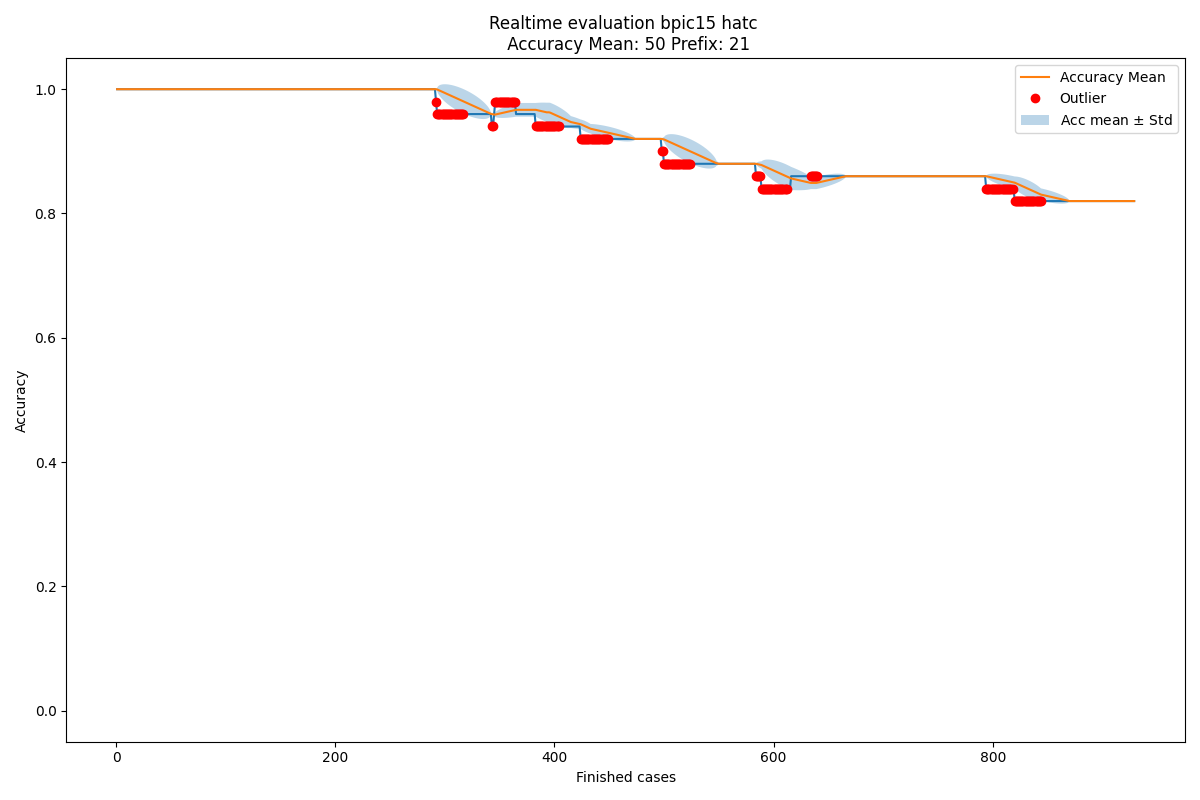 Realtime evaluation bpic15 hatc
Accuracy Mean: 50 Prefix: 21
Accuracy Mean
Outlier
Acc mean ± Std
Accuracy
1.0
0.8
0.6
0.4
0.2
0.0
0
200
400
600
800
Finished cases